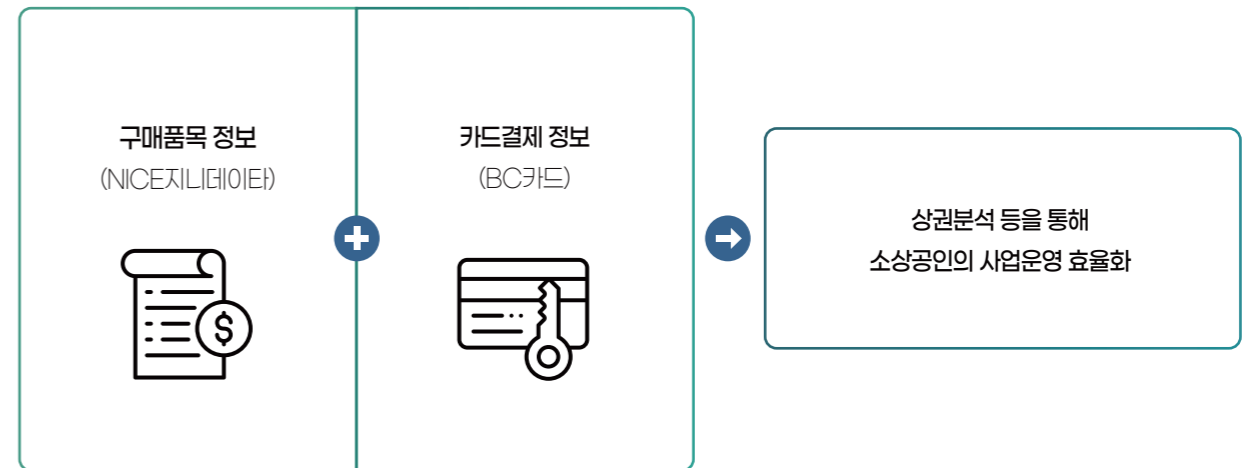 구매품목 정보
(NICE지니데이타)
카드결제 정보
(BC카드)
$
상권분석 등을 통해
소상공인의 사업운영 효율화